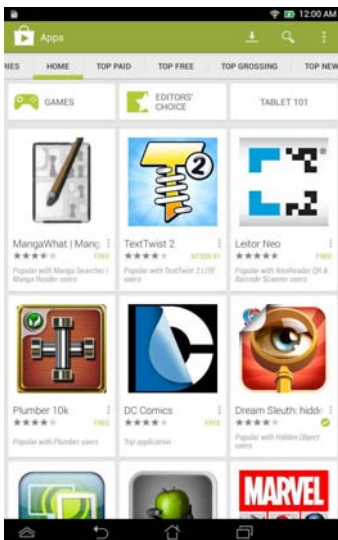 12:00 AM
Apps
RIES HOME TOP PAID TOP FREE TOP GROSSING TOP NEW
GAMES
EDITORS'
CHOICE
TABLET 101
MangaWhat | Mang
FREE
Popular with Manga Searcher |
Manga Reader users
2
TextTwist 2
Popular with TextTwist 2 LITE
users
Leitor Neo
FREE
Popular with NeoReader QR &
Barcode Scanner users
Plumber 10k
FREE
Popular with Plumber users
DC Comics
FREE
Top application
Dream Sleuth: hidde
Popular with Hidden Object
users
MARVEL